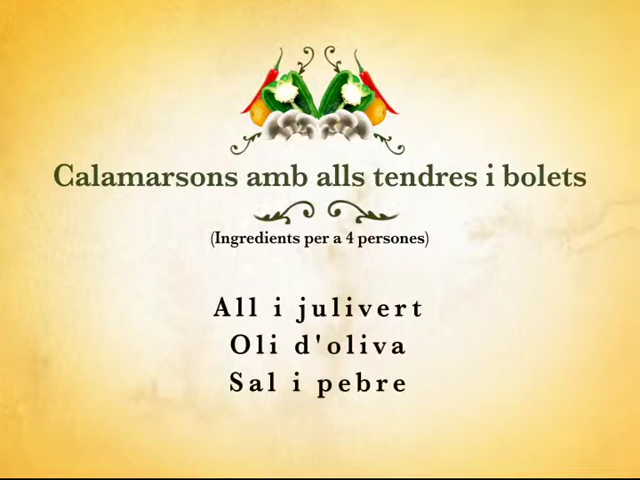 Calamarsons amb alls tendres i bolets
(Ingredients per a 4 persones)
All i julivert
Oli d'oliva
Sal i pebre